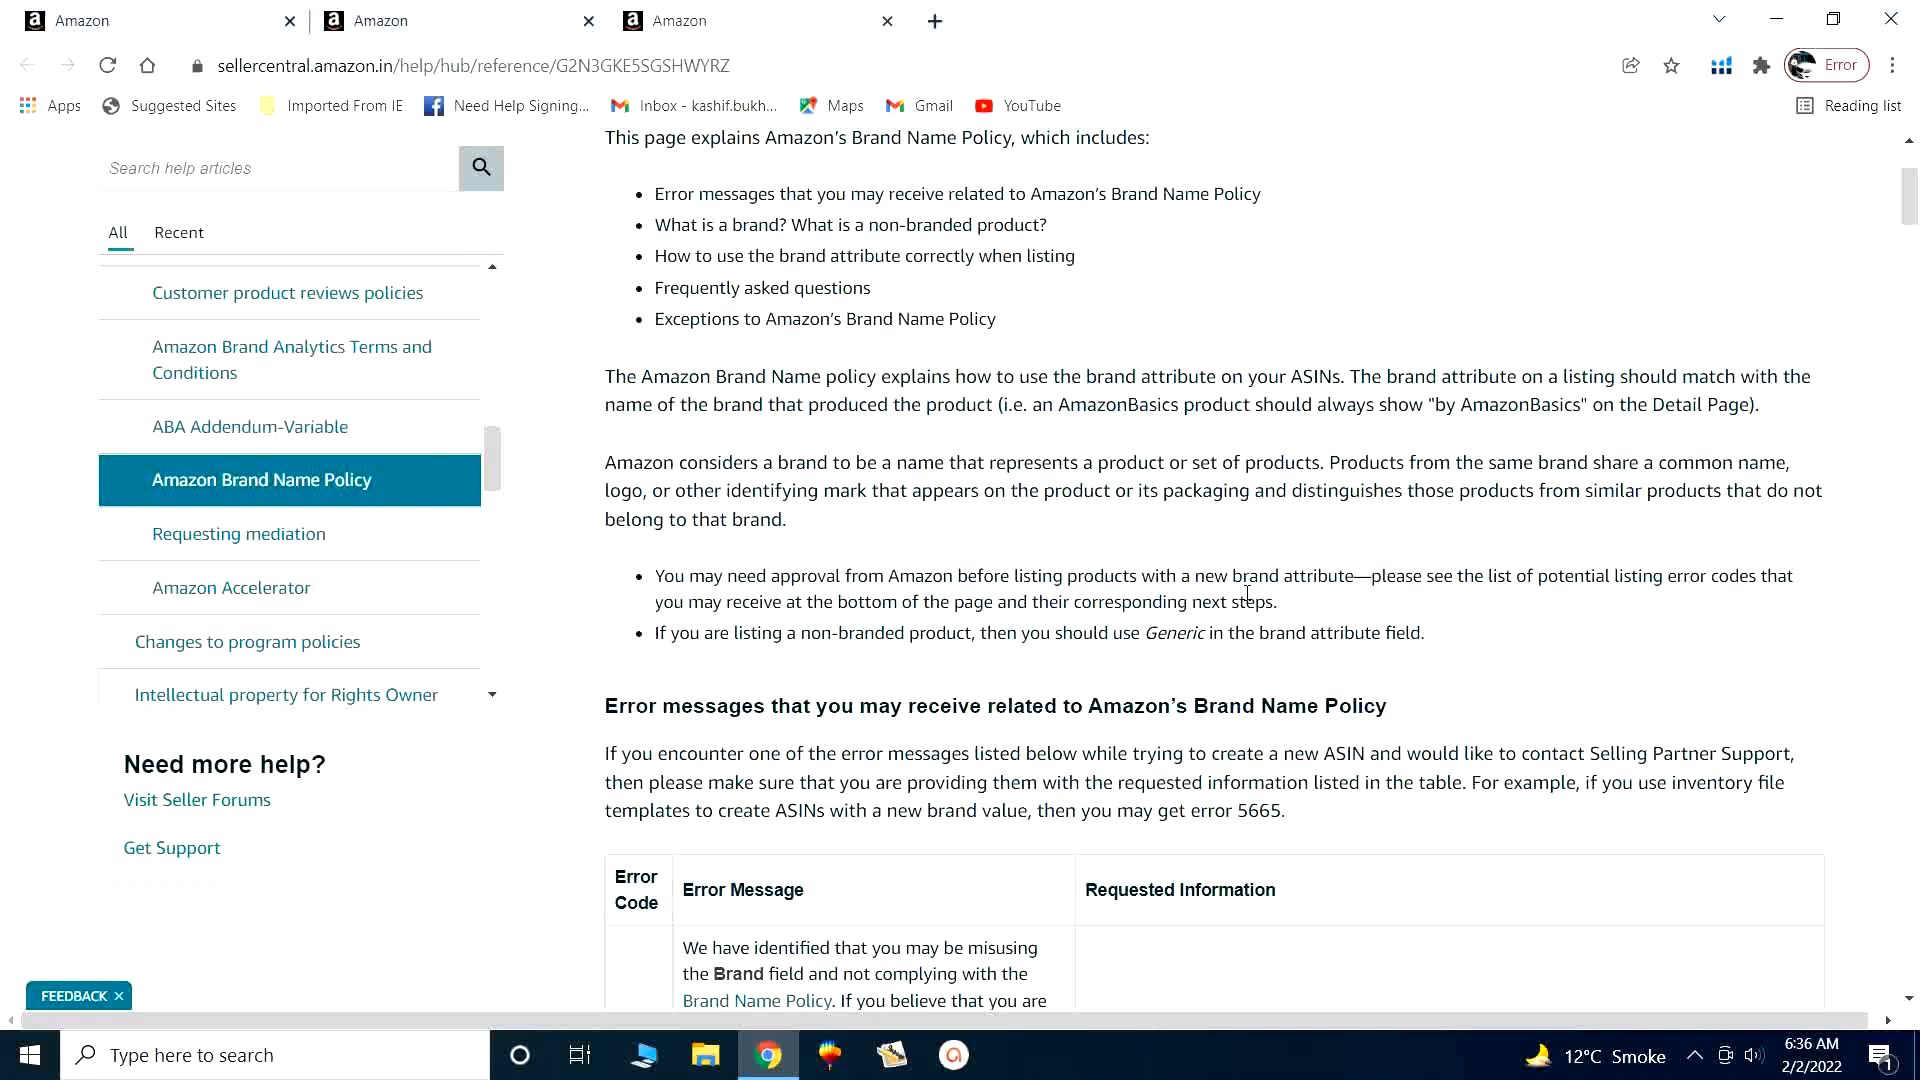 Amazon
Amazon
Amazon
sellercentral.amazon.in/help/hub/reference/G2N3GKE5SGSHWYRZ
Error
Apps
Suggested Sites
Imported From IE
Need Help Signing...
Inbox - kashif.bukh...
Maps
Gmail
YouTube
Reading list
Search help articles
All
Recent
Customer product reviews policies
Amazon Brand Analytics Terms and
Conditions
ABA Addendum-Variable
Amazon Brand Name Policy
Requesting mediation
Amazon Accelerator
Changes to program policies
Intellectual property for Rights Owner
Need more help?
Visit Seller Forums
Get Support
FEEDBACK ×
This page explains Amazon’s Brand Name Policy, which includes:
• Error messages that you may receive related to Amazon’s Brand Name Policy
• What is a brand? What is a non-branded product?
• How to use the brand attribute correctly when listing
• Frequently asked questions
• Exceptions to Amazon’s Brand Name Policy
The Amazon Brand Name policy explains how to use the brand attribute on your ASINs. The brand attribute on a listing should match with the
name of the brand that produced the product (i.e. an AmazonBasics product should always show "by AmazonBasics" on the Detail Page).
Amazon considers a brand to be a name that represents a product or set of products. Products from the same brand share a common name,
logo, or other identifying mark that appears on the product or its packaging and distinguishes those products from similar products that do not
belong to that brand.
• You may need approval from Amazon before listing products with a new brand attribute—please see the list of potential listing error codes that
you may receive at the bottom of the page and their corresponding next steps.
• If you are listing a non-branded product, then you should use Generic in the brand attribute field.
Error messages that you may receive related to Amazon’s Brand Name Policy
If you encounter one of the error messages listed below while trying to create a new ASIN and would like to contact Selling Partner Support,
then please make sure that you are providing them with the requested information listed in the table. For example, if you use inventory file
templates to create ASINs with a new brand value, then you may get error 5665.
Error
Code
Error Message
Requested Information
We have identified that you may be misusing
the Brand field and not complying with the
Brand Name Policy. If you believe that you are
Type here to search
12°C Smoke
6:36 AM
2/2/2022
1